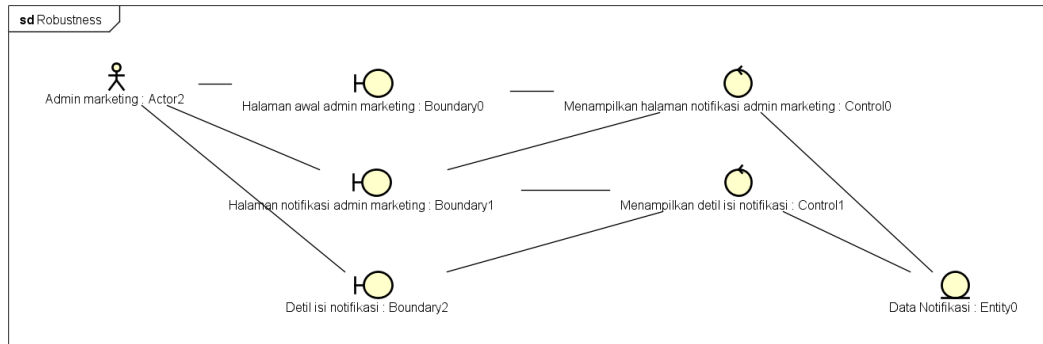 sd Robustness
Admin marketing : Actor2
Halaman awal admin marketing : Boundary0
Menampilkan halaman notifikasi admin marketing : Control0
Halaman notifikasi admin marketing : Boundary1
Menampilkan detil isi notifikasi : Control1
Detil isi notifikasi : Boundary2
Data Notifikasi : Entity0